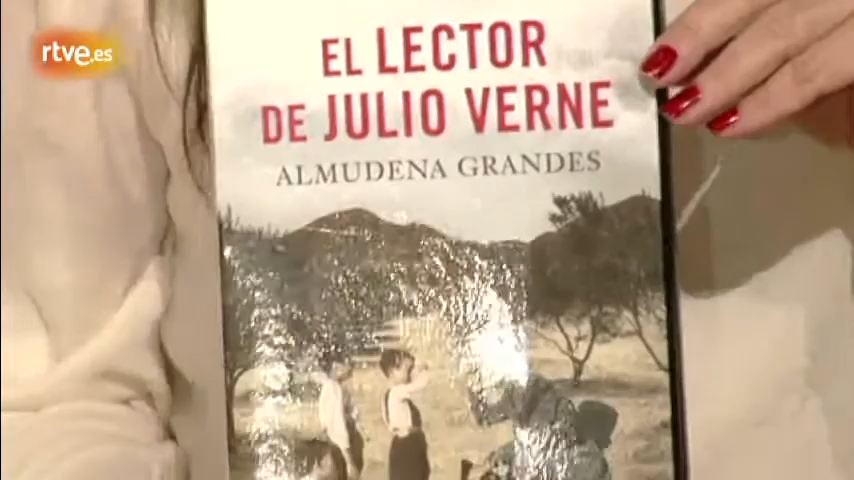 rtve.es
EL LECTOR
DE JULIO VERNE
ALMUDENA GRANDES